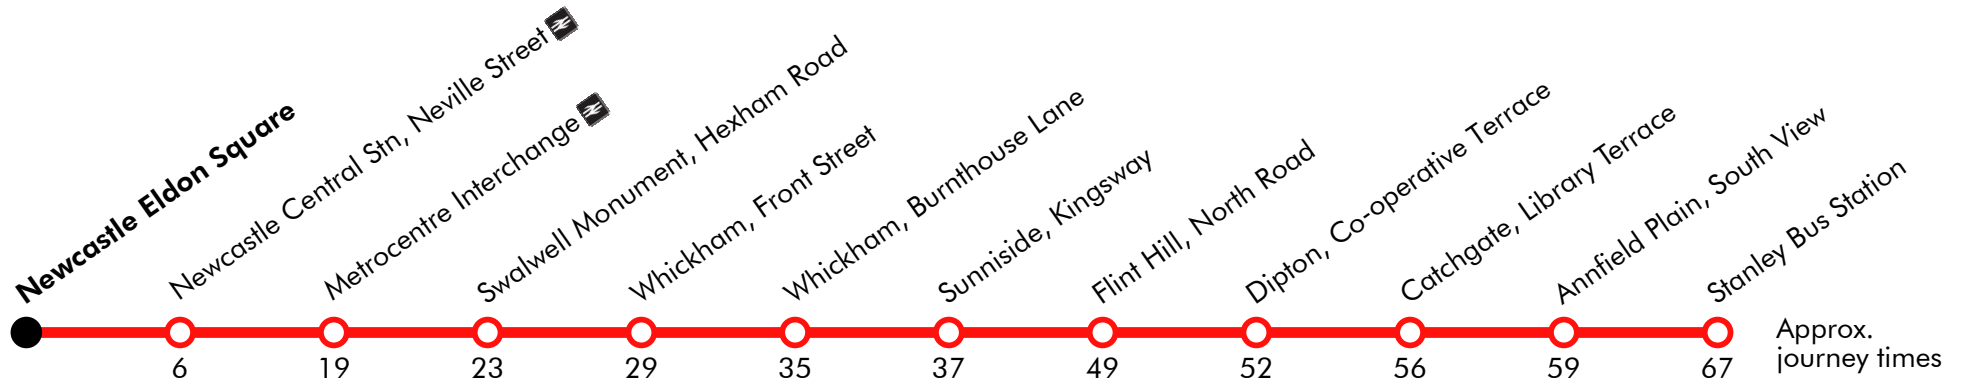 Newcastle Eldon Square
Newcastle Central Stn, Neville Street
Metrocentre Interchange
Swalwell Monument, Hexham Road
Whickham, Front Street
Whickham, Burnthouse Lane
Sunniside, Kingsway
Flint Hill, North Road
Dipton, Co-operative Terrace
Catchgate, Library Terrace
Annfield Plain, South View
Stanley Bus Station
6 19 23 29 35 37 49 52 56 59 67
Approx.
journey times